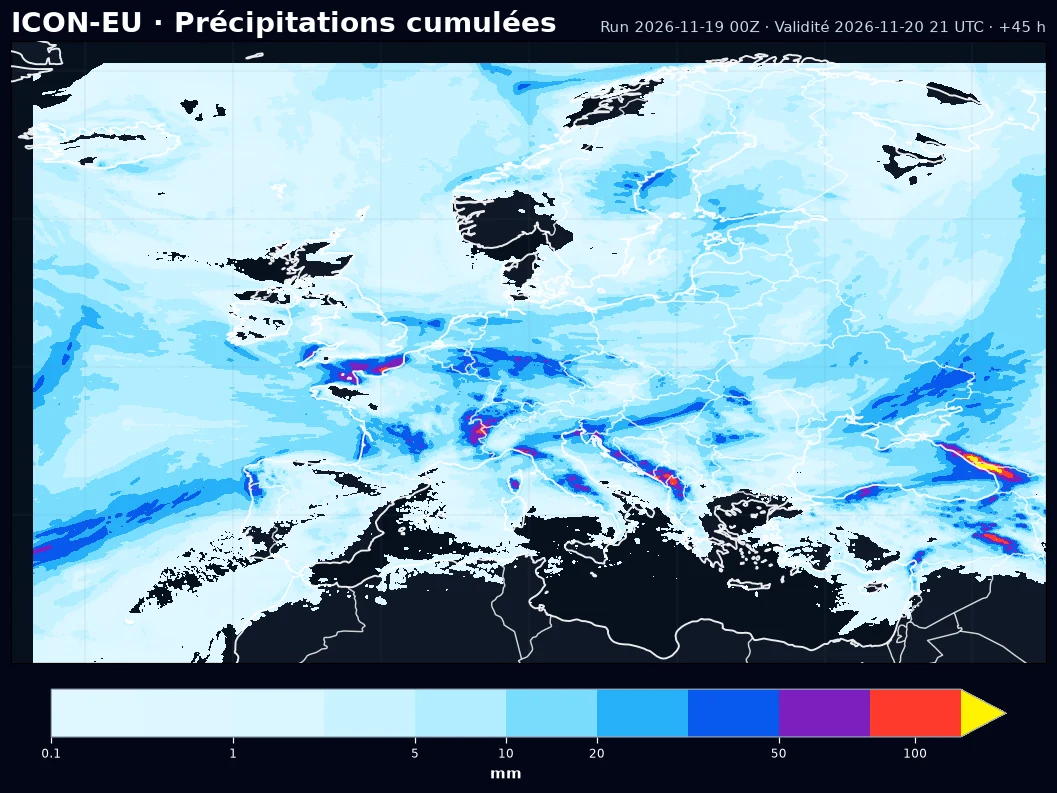 ICON-EU · Précipitations cumulées
Run 2026-11-19 00Z · Validité 2026-11-20 21 UTC · +45 h
0.1 1 5 10 20 50 100
mm